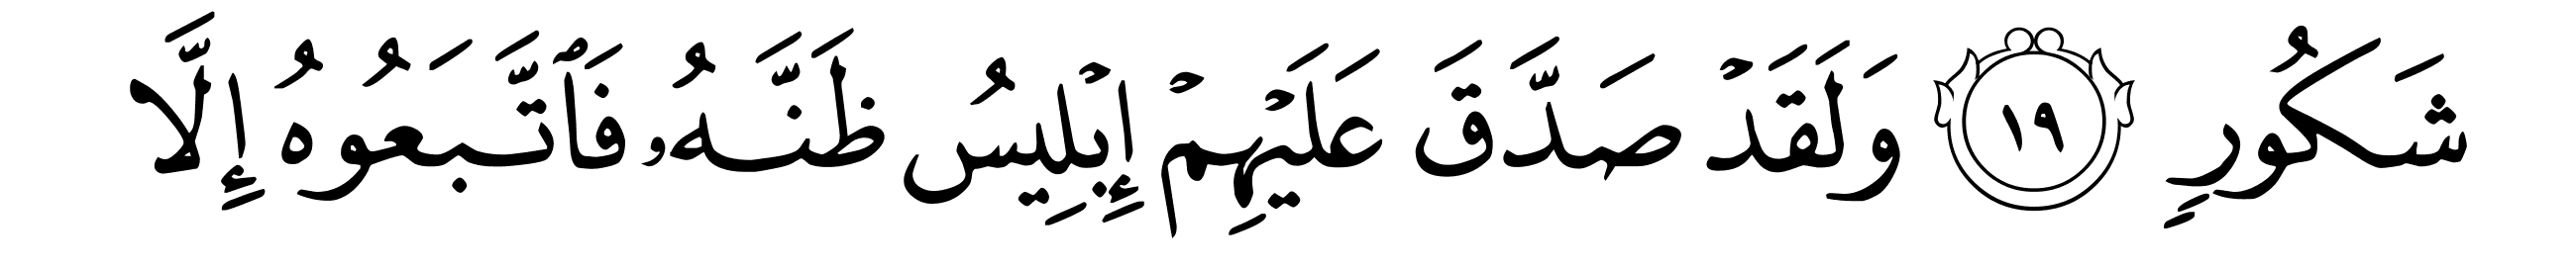 شَكُورٍ ١٩ وَلَقَدْ صَدَّقَ عَلَيْهِمْ إِبْلِيسُ ظَنَّهُۥ فَٱتَّبَعُوهُ إِلَّا